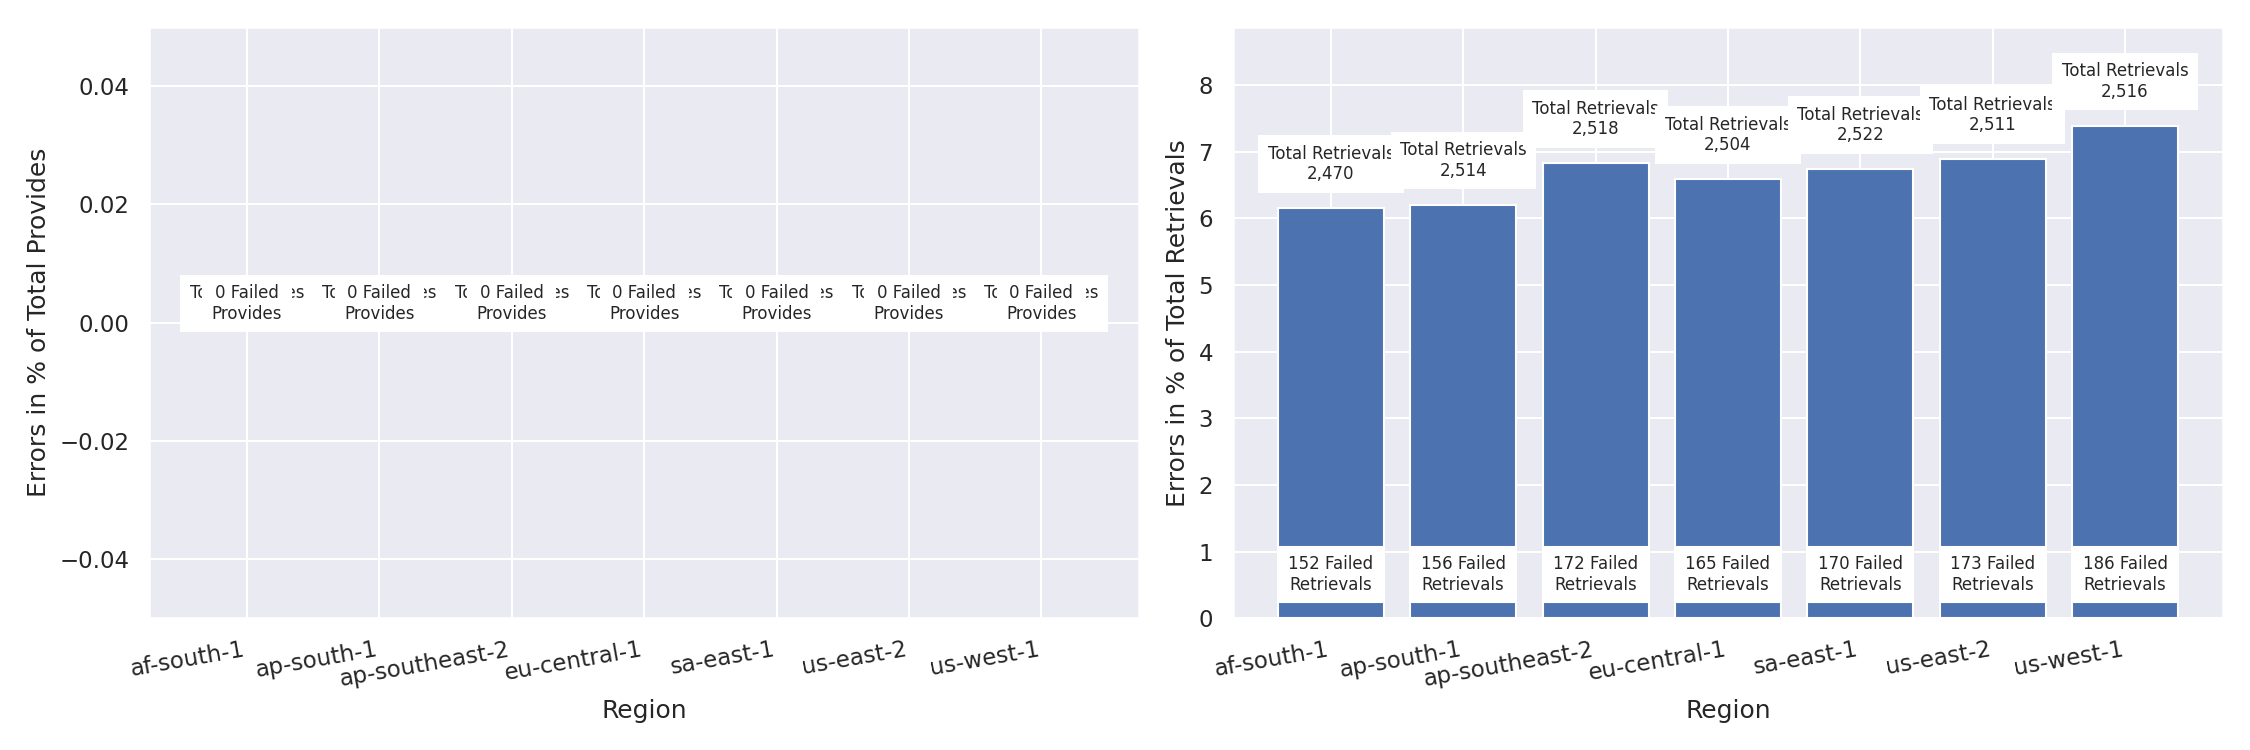 Errors in % of Total Provides
0.04
0.02
0.00
−0.02
−0.04
0 Failed
Provides
0 Failed
Provides
0 Failed
Provides
0 Failed
Provides
0 Failed
Provides
0 Failed
Provides
0 Failed
Provides
af-south-1
ap-south-1
ap-southeast-2
eu-central-1
sa-east-1
us-east-2
us-west-1
Region
Errors in % of Total Retrievals
8
7
6
5
4
3
2
1
0
Total Retrievals
2,470
Total Retrievals
2,514
Total Retrievals
2,518
Total Retrievals
2,504
Total Retrievals
2,522
Total Retrievals
2,511
Total Retrievals
2,516
152 Failed
Retrievals
156 Failed
Retrievals
172 Failed
Retrievals
165 Failed
Retrievals
170 Failed
Retrievals
173 Failed
Retrievals
186 Failed
Retrievals
af-south-1
ap-south-1
ap-southeast-2
eu-central-1
sa-east-1
us-east-2
us-west-1
Region